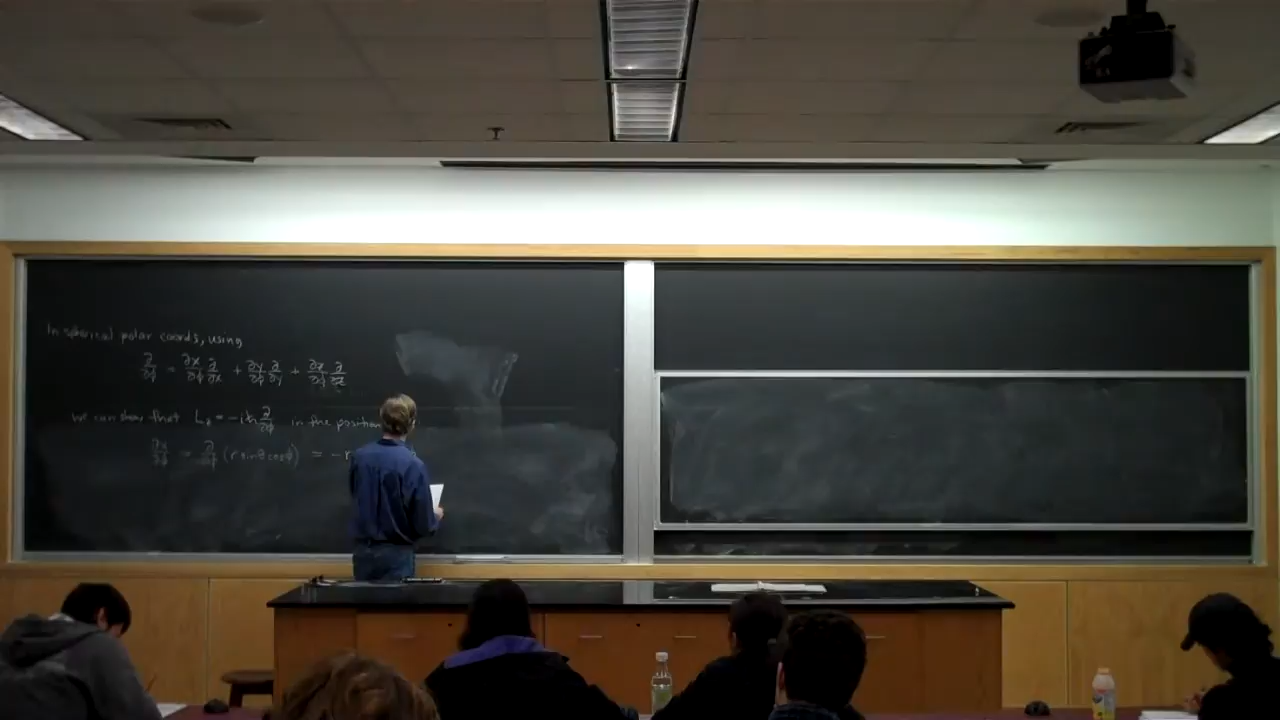 In spherical polar coords, using
∂/∂φ = ∂x/∂φ ∂/∂x + ∂y/∂φ ∂/∂y + ∂z/∂φ ∂/∂z
we can show that L_z = -iħ ∂/∂φ in the position
∂x/∂φ = ∂/∂φ (r sinθ cosφ) = -r